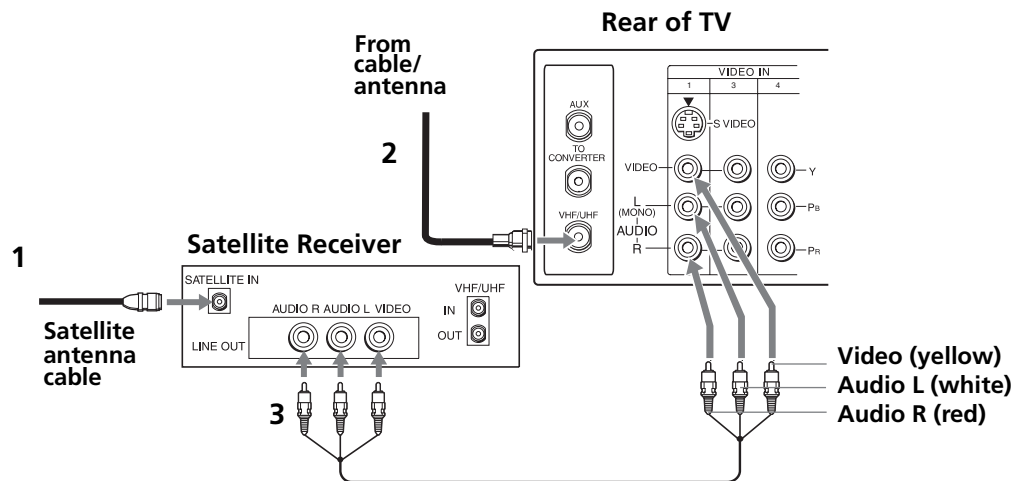 Rear of TV
From
cable/
antenna
2
VIDEO IN
1 3 4
AUX
S VIDEO
TO
CONVERTER
VIDEO
Y
L
(MONO)
AUDIO
R
PB
PR
VHF/UHF
1
Satellite Receiver
SATELLITE IN
VHF/UHF
AUDIO R AUDIO L VIDEO
IN
OUT
LINE OUT
Satellite
antenna
cable
3
Video (yellow)
Audio L (white)
Audio R (red)